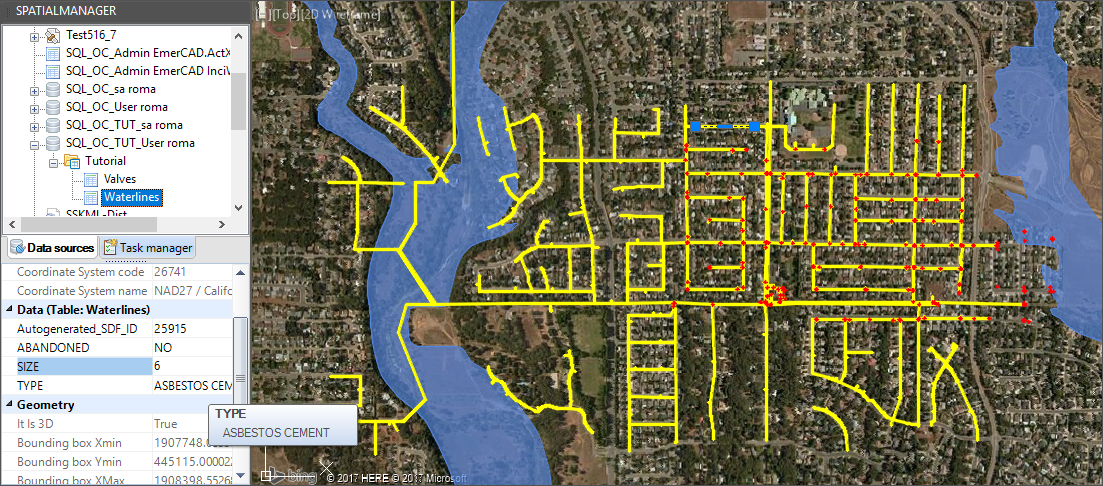 SPATIALMANAGER
[−][Top][2D Wireframe]
Test516_7
SQL_OC_Admin EmerCAD.ActX
SQL_OC_Admin EmerCAD InciV
SQL_OC_sa roma
SQL_OC_User roma
SQL_OC_TUT_sa roma
SQL_OC_TUT_User roma
Tutorial
Valves
Waterlines
SSKML-Dist
Data sources
Task manager
Coordinate System code 26741
Coordinate System name NAD27 / Califo
Data (Table: Waterlines)
Autogenerated_SDF_ID 25915
ABANDONED NO
SIZE 6
TYPE ASBESTOS CEM
Geometry
TYPE
ASBESTOS CEMENT
It Is 3D True
Bounding box Xmin 1907748.0
Bounding box Ymin 445115.000022
Bounding box XMax 1908398.5526
bing
© 2017 HERE © 2017 Microsoft